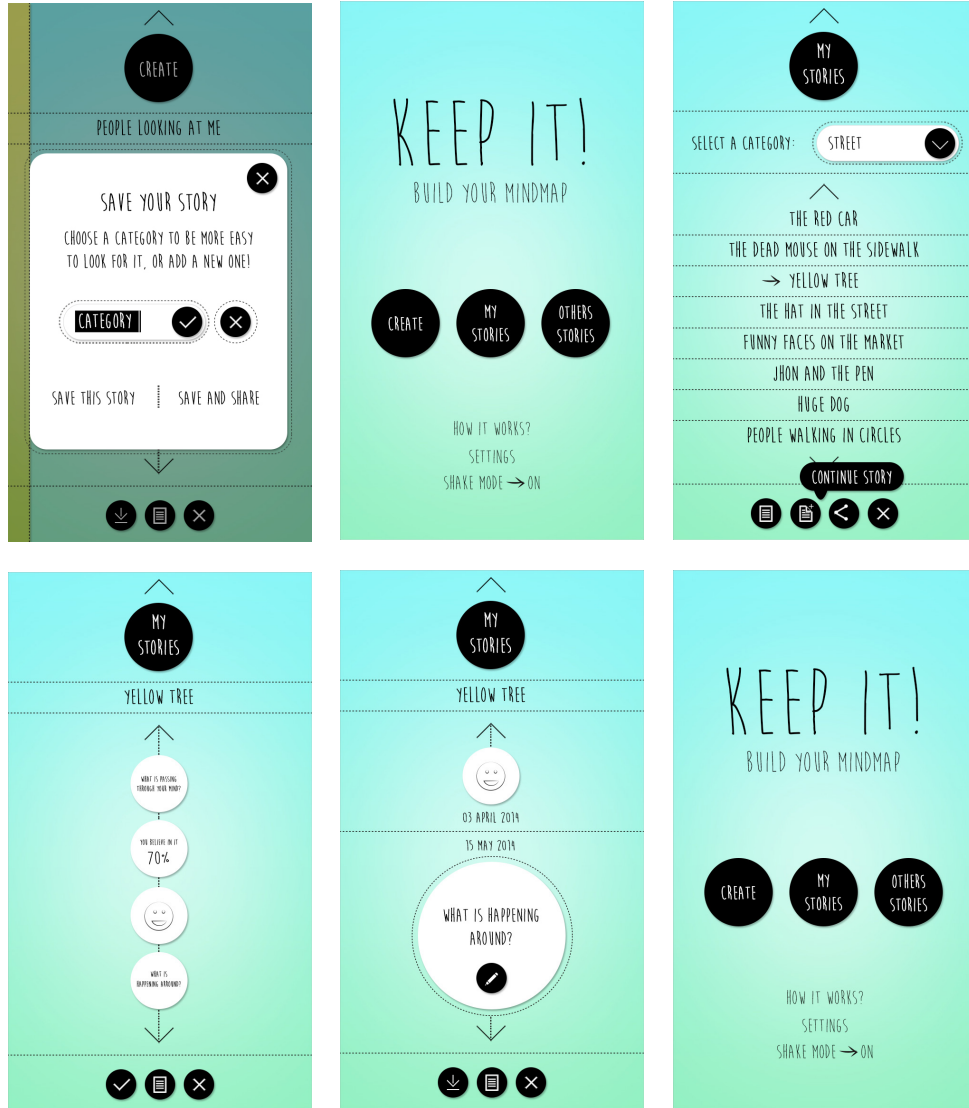 CREATE
PEOPLE LOOKING AT ME
SAVE YOUR STORY
CHOOSE A CATEGORY TO BE MORE EASY
TO LOOK FOR IT, OR ADD A NEW ONE!
CATEGORY
SAVE THIS STORY
SAVE AND SHARE
KEEP IT!
BUILD YOUR MINDMAP
CREATE
MY
STORIES
OTHERS
STORIES
HOW IT WORKS?
SETTINGS
SHAKE MODE → ON
MY
STORIES
SELECT A CATEGORY:
STREET
THE RED CAR
THE DEAD MOUSE ON THE SIDEWALK
→ YELLOW TREE
THE HAT IN THE STREET
FUNNY FACES ON THE MARKET
JHON AND THE PEN
HUGE DOG
PEOPLE WALKING IN CIRCLES
CONTINUE STORY
MY
STORIES
YELLOW TREE
WHAT IS PASSING
THROUGH YOUR MIND?
YOU BELIEVE IN IT
70%
WHAT IS
HAPPENING ARROUND?
MY
STORIES
YELLOW TREE
03 APRIL 2014
15 MAY 2014
WHAT IS HAPPENING
AROUND?
KEEP IT!
BUILD YOUR MINDMAP
CREATE
MY
STORIES
OTHERS
STORIES
HOW IT WORKS?
SETTINGS
SHAKE MODE → ON